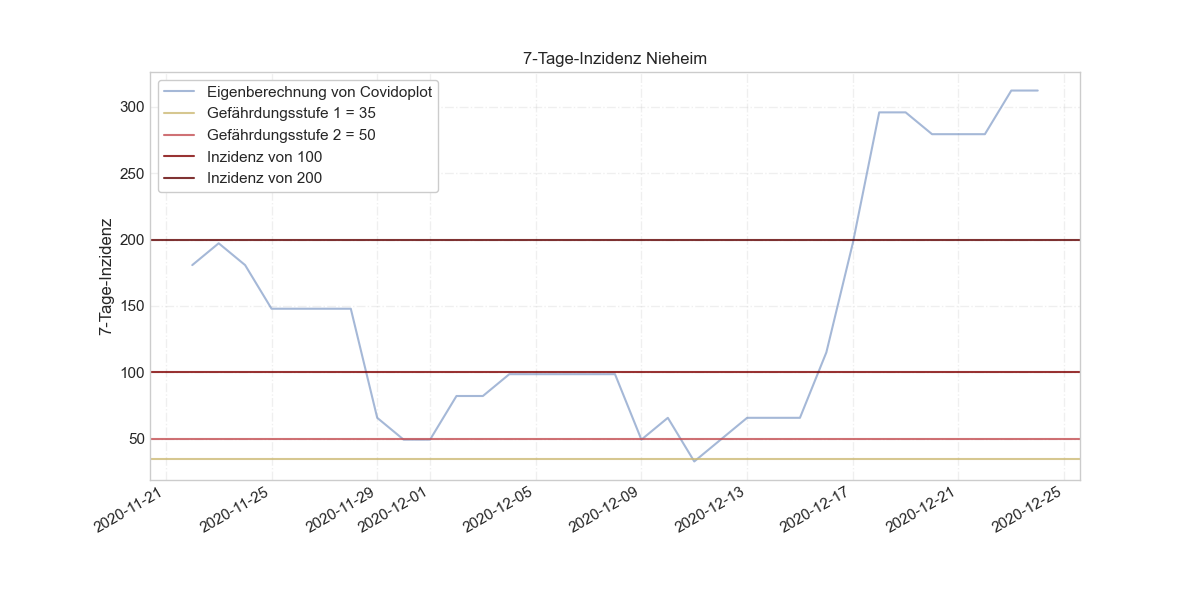 7-Tage-Inzidenz Nieheim
Eigenberechnung von Covidoplot
Gefährdungsstufe 1 = 35
Gefährdungsstufe 2 = 50
Inzidenz von 100
Inzidenz von 200
7-Tage-Inzidenz
300
250
200
150
100
50
2020-11-21
2020-11-25
2020-11-29
2020-12-01
2020-12-05
2020-12-09
2020-12-13
2020-12-17
2020-12-21
2020-12-25